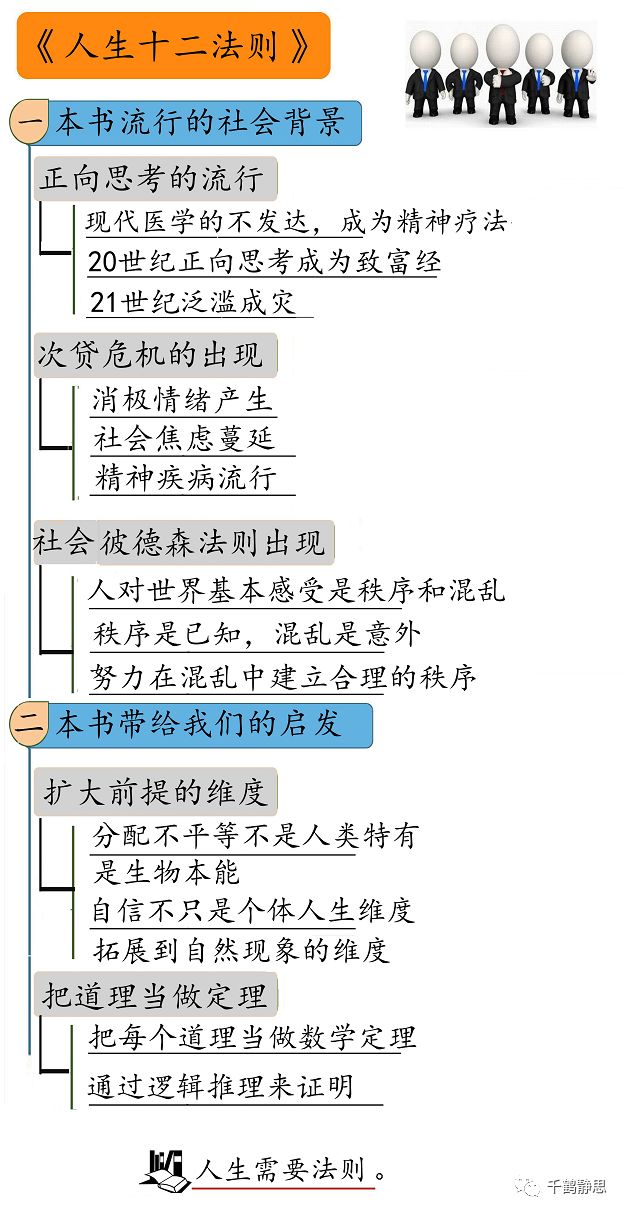 《人生十二法则》
一 本书流行的社会背景
正向思考的流行
现代医学的不发达，成为精神疗法
20世纪正向思考成为致富经
21世纪泛滥成灾
次贷危机的出现
消极情绪产生
社会焦虑蔓延
精神疾病流行
社会彼德森法则出现
人对世界基本感受是秩序和混乱
秩序是已知，混乱是意外
努力在混乱中建立合理的秩序
二 本书带给我们的启发
扩大前提的维度
分配不平等不是人类特有
是生物本能
自信不只是个体人生维度
拓展到自然现象的维度
把道理当做定理
把每个道理当做数学定理
通过逻辑推理来证明
人生需要法则。
千鹤静思